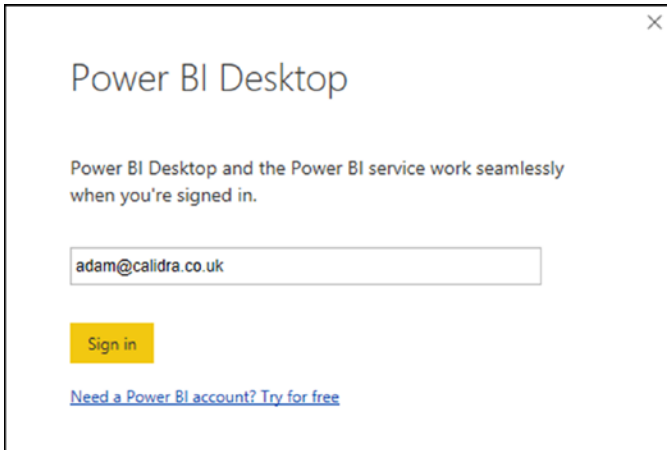 Power BI Desktop
Power BI Desktop and the Power BI service work seamlessly
when you're signed in.
adam@calidra.co.uk
Sign in
Need a Power BI account? Try for free